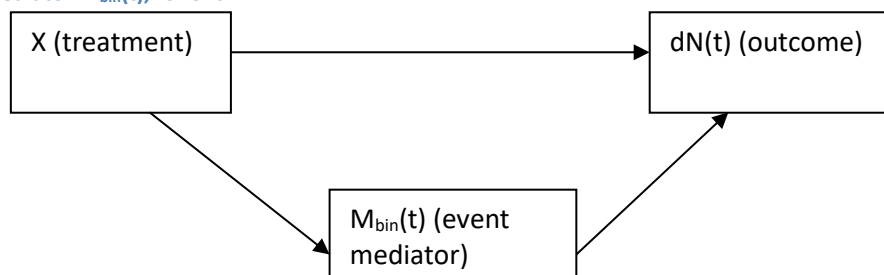 X (treatment)
dN(t) (outcome)
Mbin(t) (event
mediator)